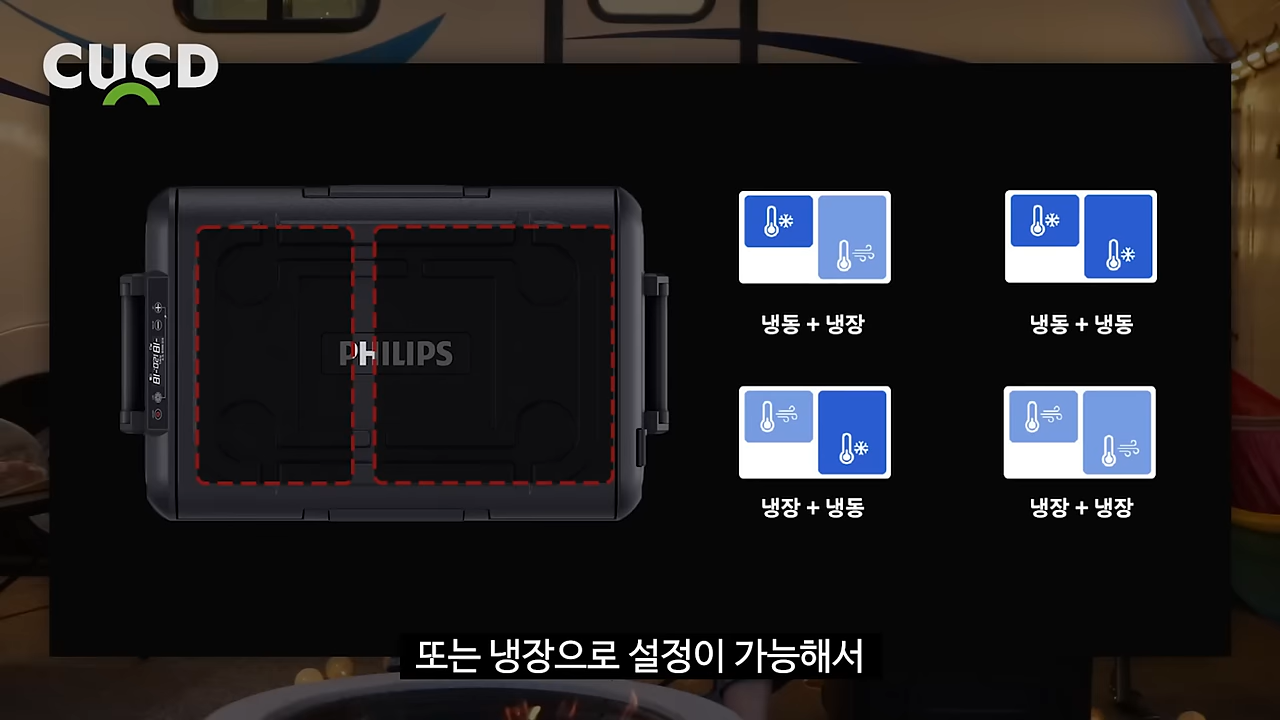 CUCD
PHILIPS
냉동 + 냉장
냉동 + 냉동
냉장 + 냉동
냉장 + 냉장
또는 냉장으로 설정이 가능해서